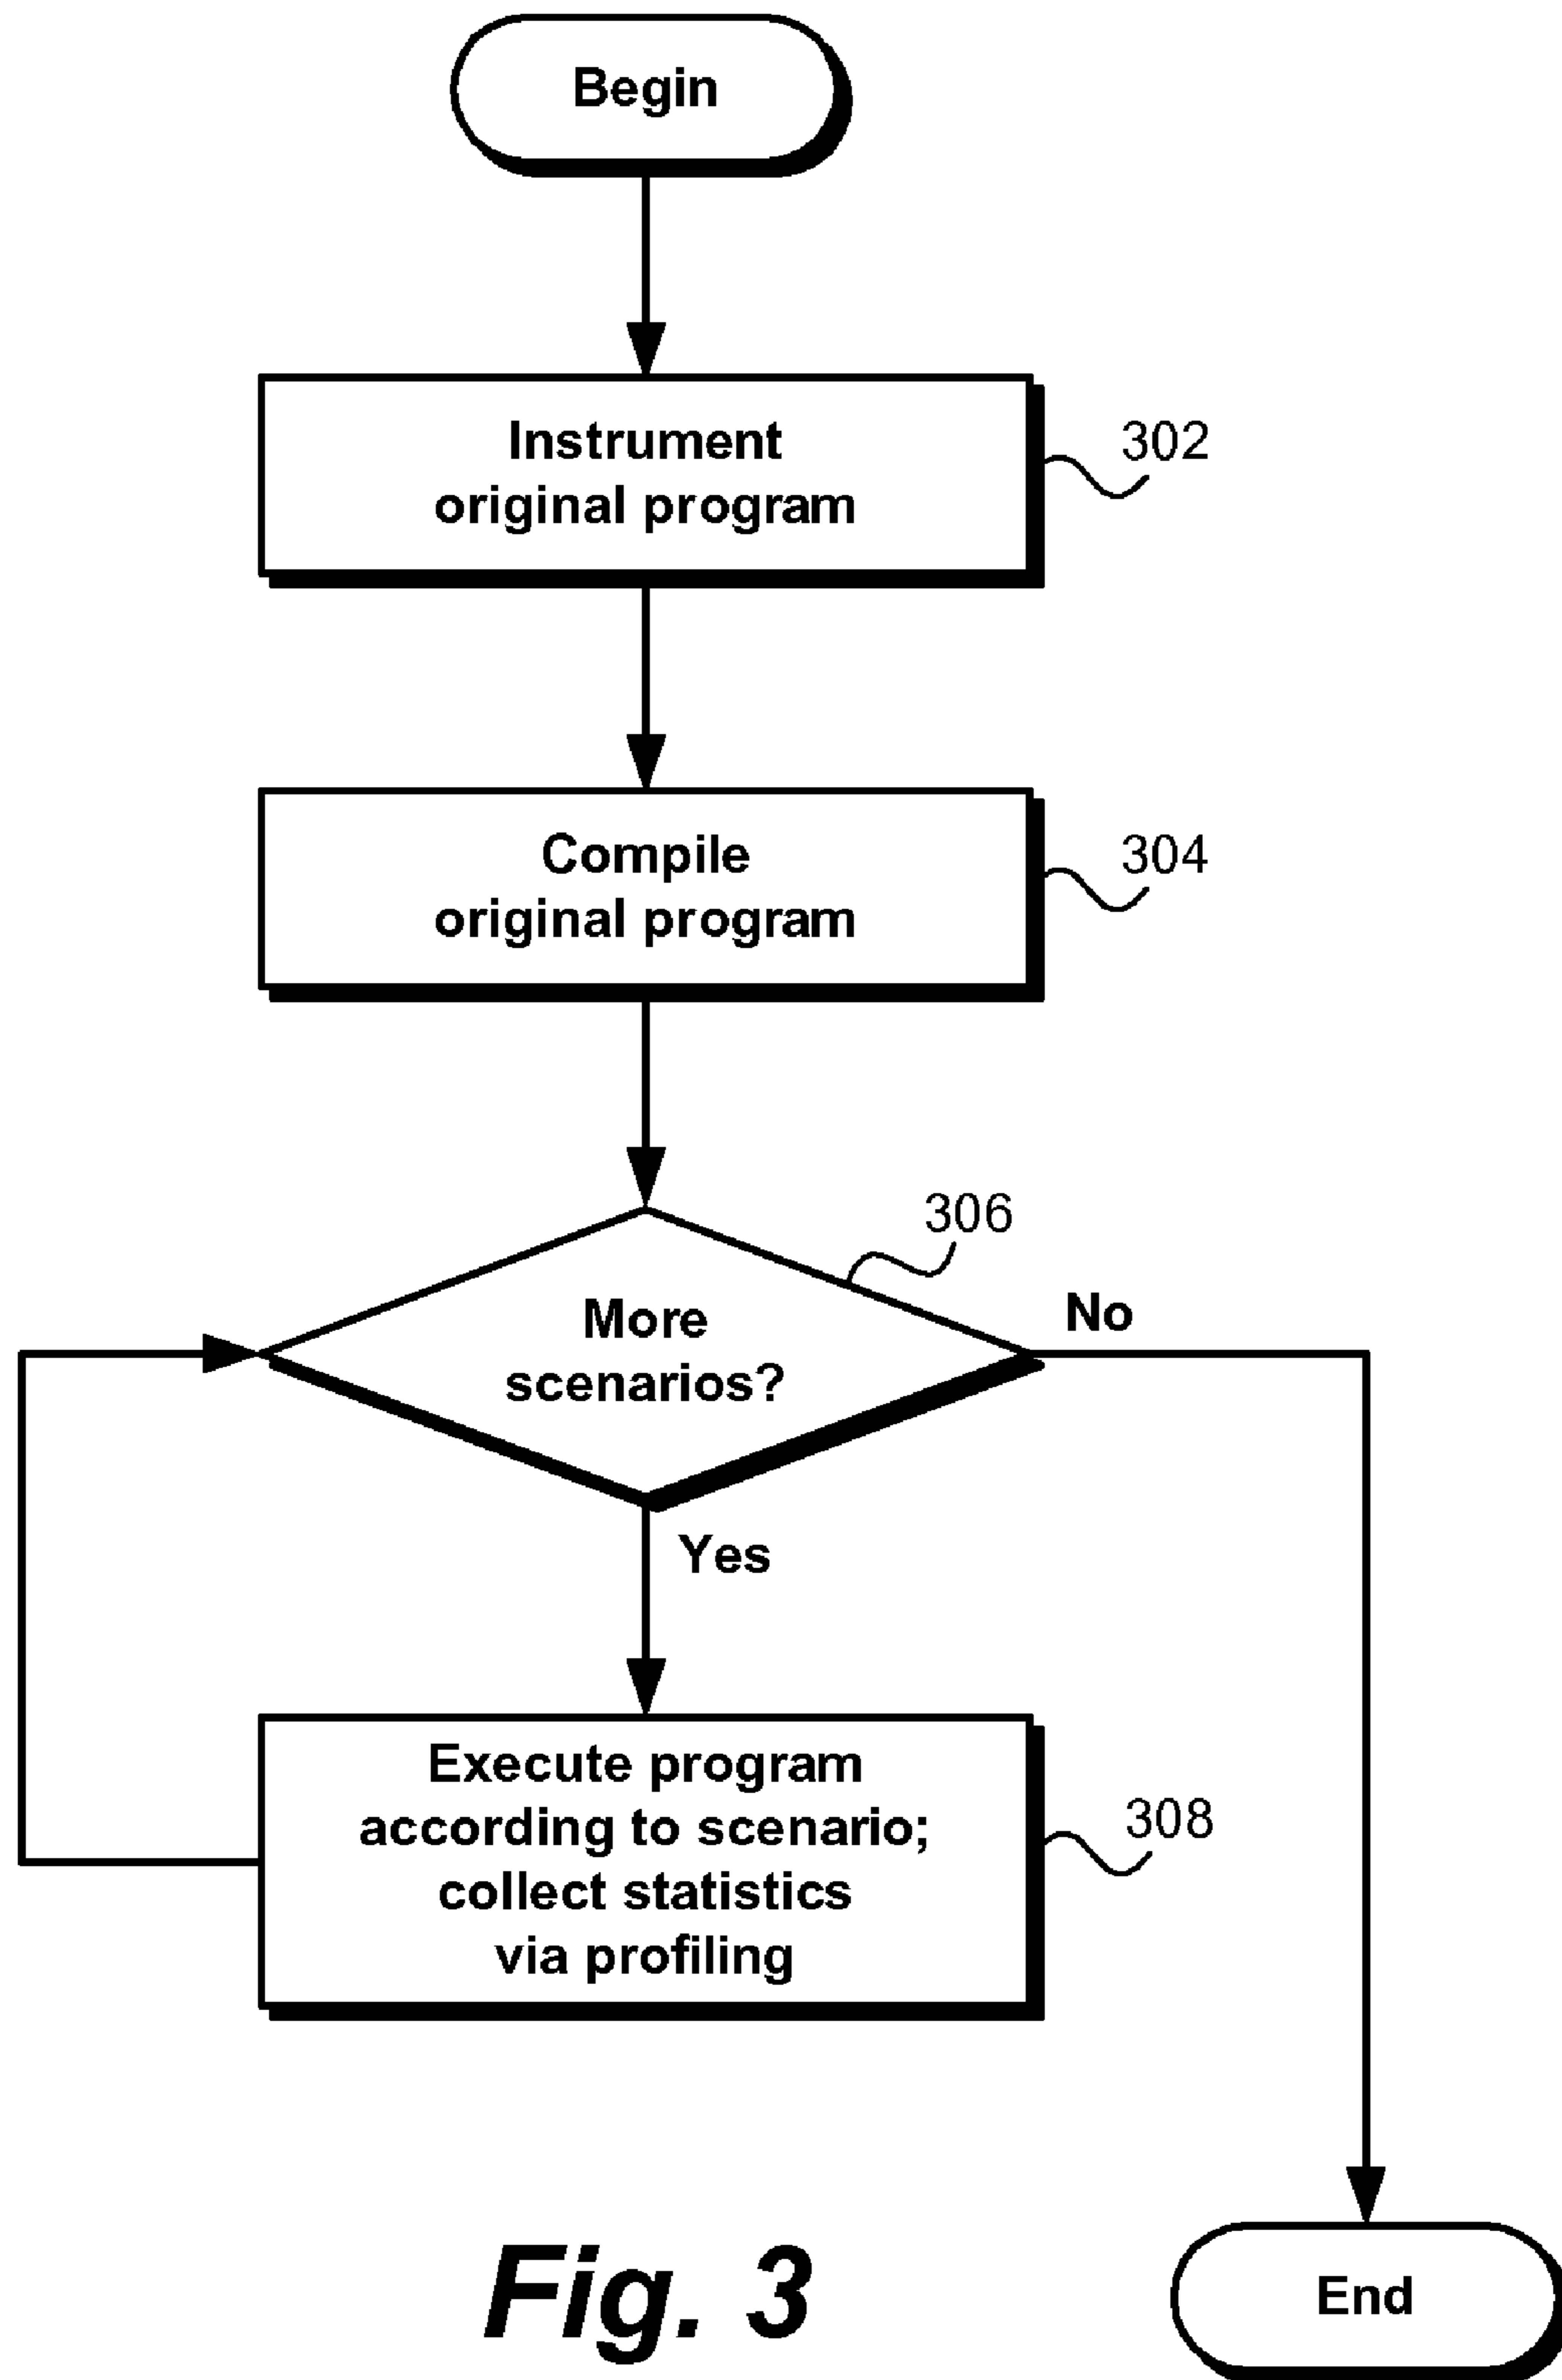 Begin
Instrument
original program
302
Compile
original program
304
306
More
scenarios?
No
Yes
Execute program
according to scenario;
collect statistics
via profiling
308
End
Fig. 3